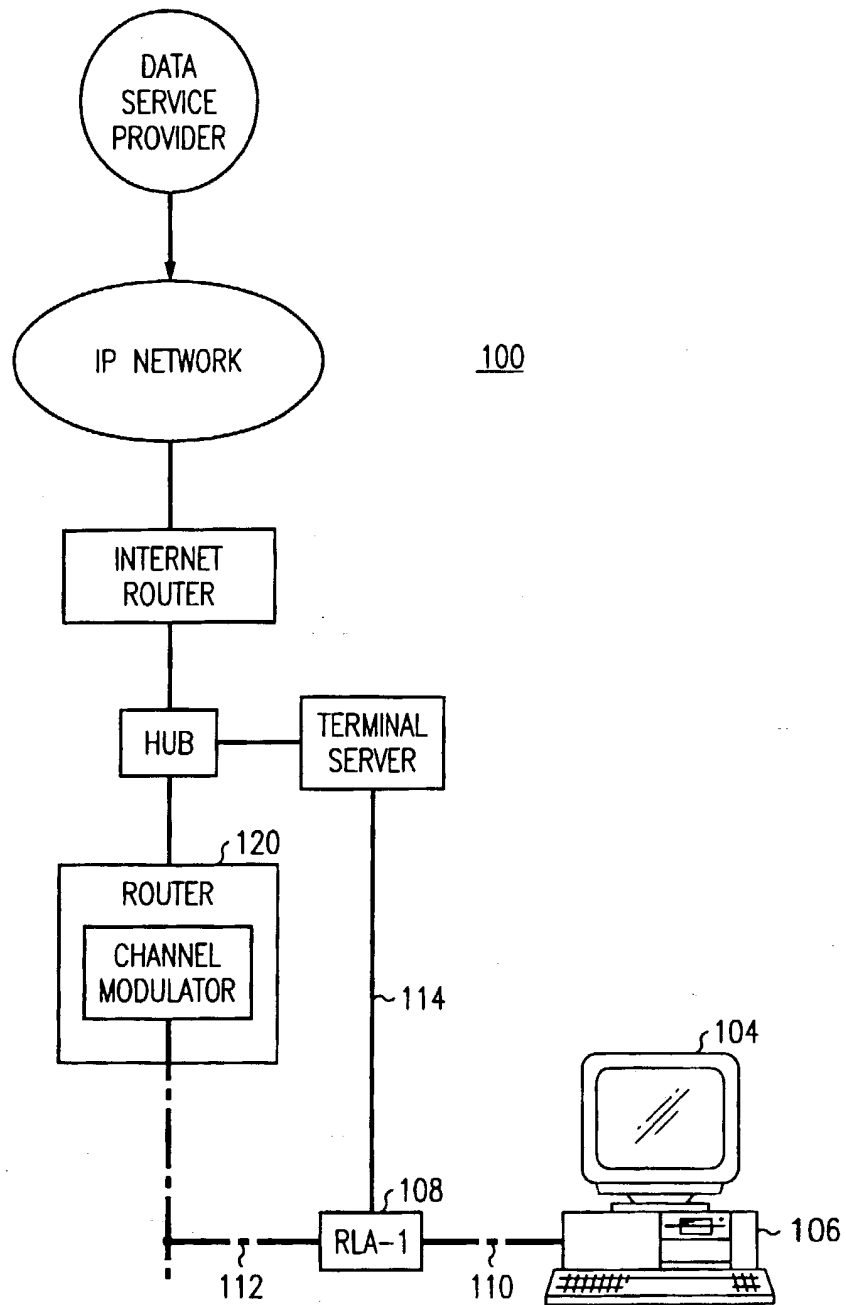 DATA
SERVICE
PROVIDER
IP NETWORK
100
INTERNET
ROUTER
HUB
TERMINAL
SERVER
120
ROUTER
CHANNEL
MODULATOR
114
104
108
RLA-1
106
112
110